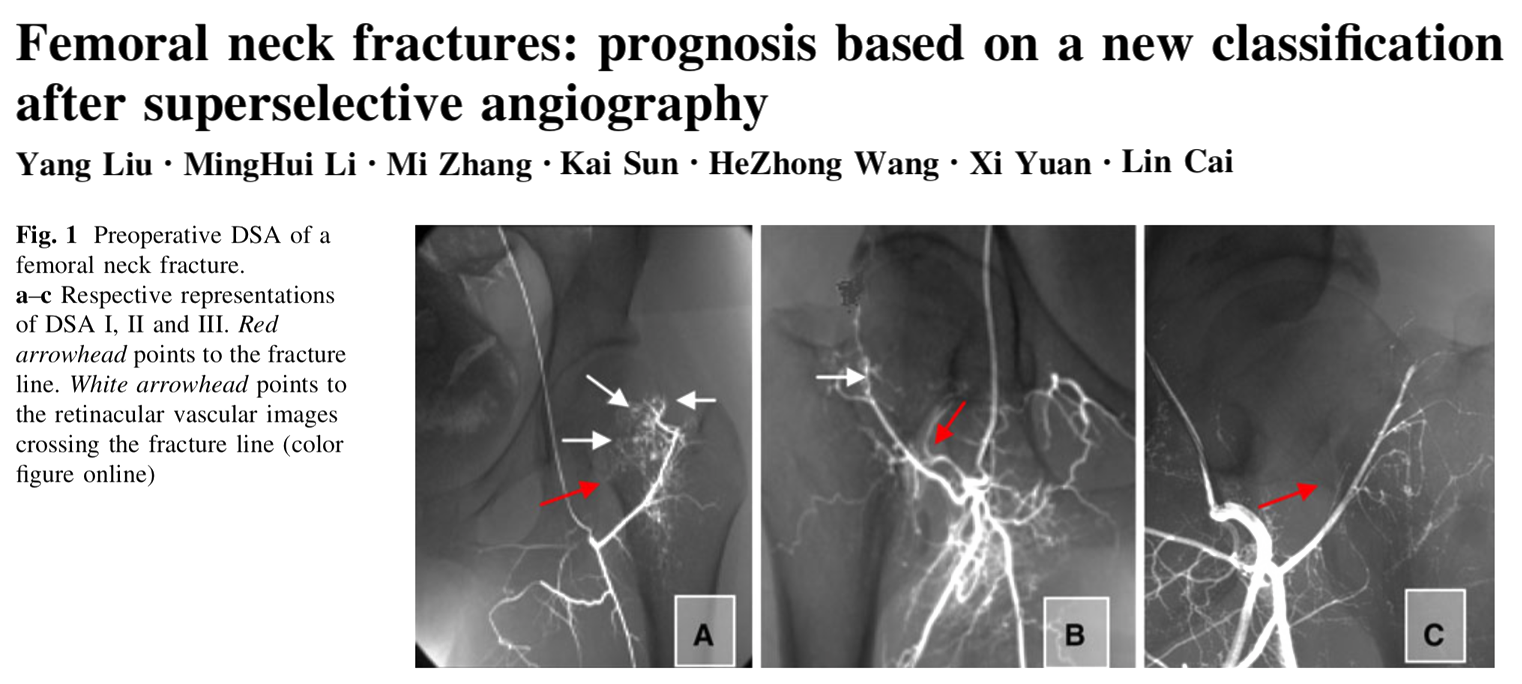 Femoral neck fractures: prognosis based on a new classification
after superselective angiography
Yang Liu · MingHui Li · Mi Zhang · Kai Sun · HeZhong Wang · Xi Yuan · Lin Cai
Fig. 1 Preoperative DSA of a
femoral neck fracture.
a–c Respective representations
of DSA I, II and III. Red
arrowhead points to the fracture
line. White arrowhead points to
the retinacular vascular images
crossing the fracture line (color
figure online)
A
B
C